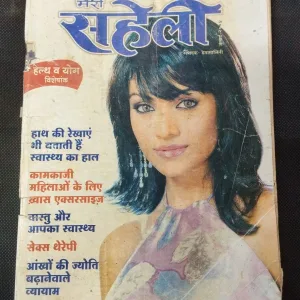 मेरी
सहेली
हेल्थ व योग
विशेषांक
हाथ की रेखाएं
भी बताती हैं
स्वास्थ्य का हाल
कामकाजी
महिलाओं के लिए
ख़ास एक्सरसाइज़
वास्तु और
आपका स्वास्थ्य
सेक्स थेरेपी
आंखों की ज्योति
बढ़ानेवाले
व्यायाम